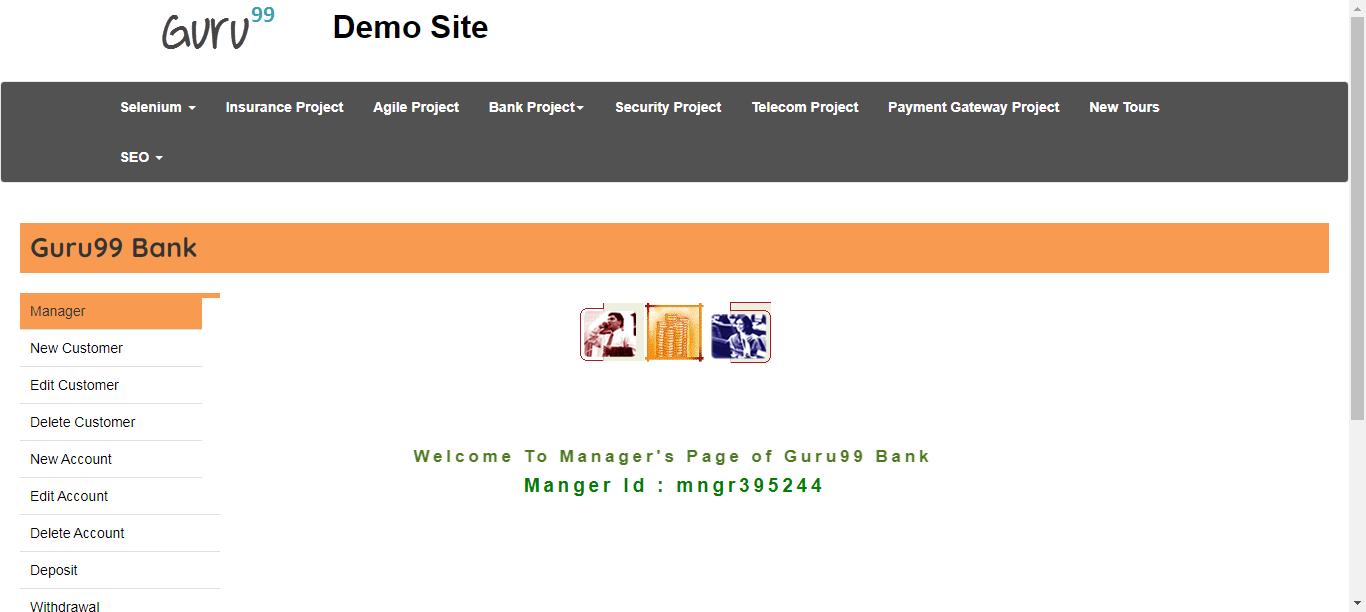 Guru99 Demo Site
Selenium Insurance Project Agile Project Bank Project Security Project Telecom Project Payment Gateway Project New Tours
SEO
Guru99 Bank
Manager
New Customer
Edit Customer
Delete Customer
New Account
Edit Account
Delete Account
Deposit
Withdrawal
Welcome To Manager's Page of Guru99 Bank
Manger Id : mngr395244